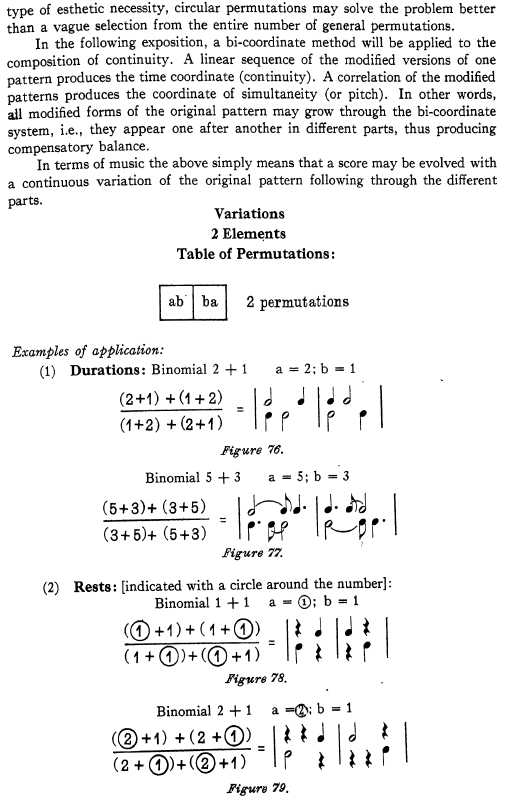 type of esthetic necessity, circular permutations may solve the problem better
than a vague selection from the entire number of general permutations.
In the following exposition, a bi-coordinate method will be applied to the
composition of continuity. A linear sequence of the modified versions of one
pattern produces the time coordinate (continuity). A correlation of the modified
patterns produces the coordinate of simultaneity (or pitch). In other words,
all modified forms of the original pattern may grow through the bi-coordinate
system, i.e., they appear one after another in different parts, thus producing
compensatory balance.
In terms of music the above simply means that a score may be evolved with
a continuous variation of the original pattern following through the different
parts.
Variations
2 Elements
Table of Permutations:
ab ba 2 permutations
Examples of application:
(1) Durations: Binomial 2 + 1 a = 2; b = 1
(2+1) + (1+2)
=
(1+2) + (2+1)
Figure 76.
Binomial 5 + 3 a = 5; b = 3
(5+3)+ (3+5)
=
(3+5)+ (5+3)
Figure 77.
(2) Rests: [indicated with a circle around the number]:
Binomial 1 + 1 a = ①; b = 1
(①+1) + (1+①)
=
(1+①)+(①+1)
Figure 78.
Binomial 2 + 1 a =②; b = 1
(②+1) + (2+①)
=
(2+①)+(②+1)
Figure 79.